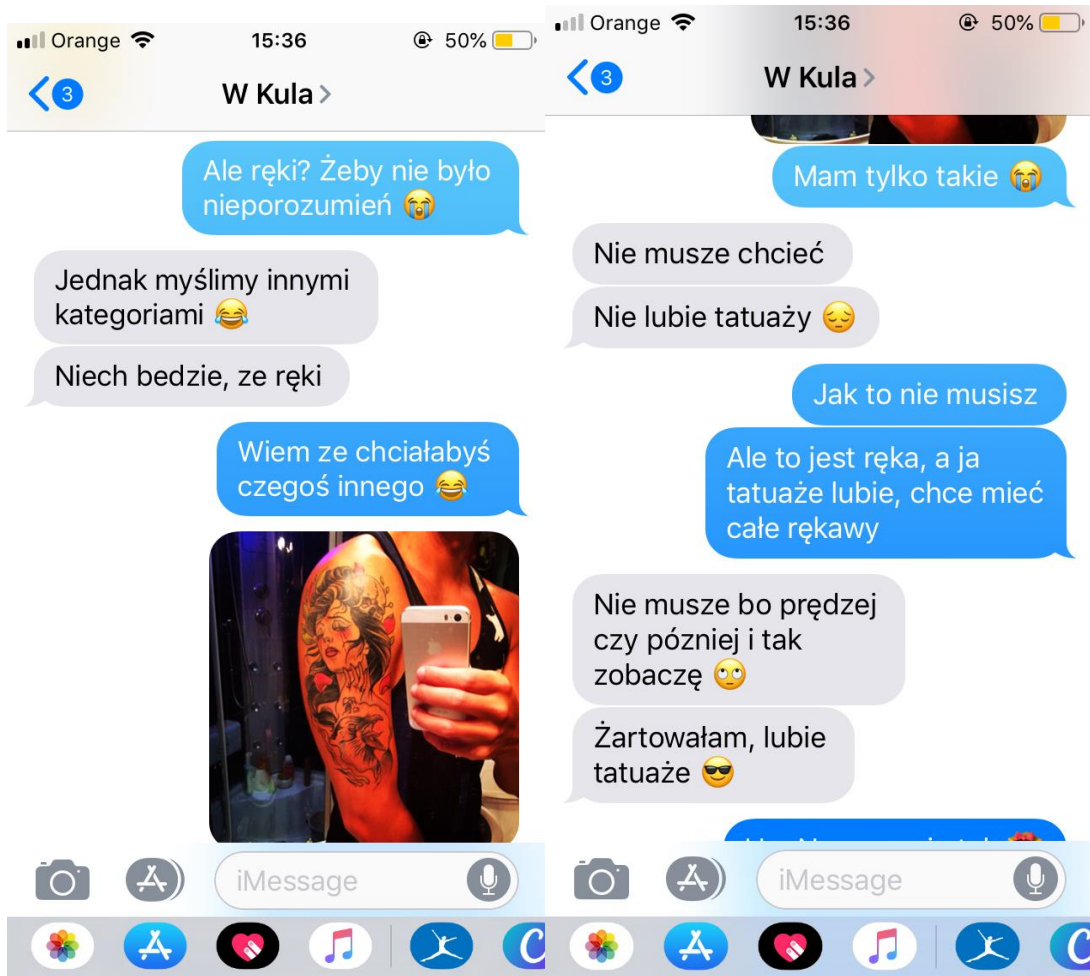 Orange 15:36 50%
3 W Kula
Ale ręki? Żeby nie było
nieporozumień 😭
Jednak myślimy innymi
kategoriami 😂
Niech bedzie, ze ręki
Wiem ze chciałabyś
czegoś innego 😂
iMessage
Orange 15:36 50%
3 W Kula
Mam tylko takie 😭
Nie musze chcieć
Nie lubie tatuaży 😔
Jak to nie musisz
Ale to jest ręka, a ja
tatuaże lubie, chce mieć
całe rękawy
Nie musze bo prędzej
czy pózniej i tak
zobaczę 🙄
Żartowałam, lubie
tatuaże 😎
iMessage